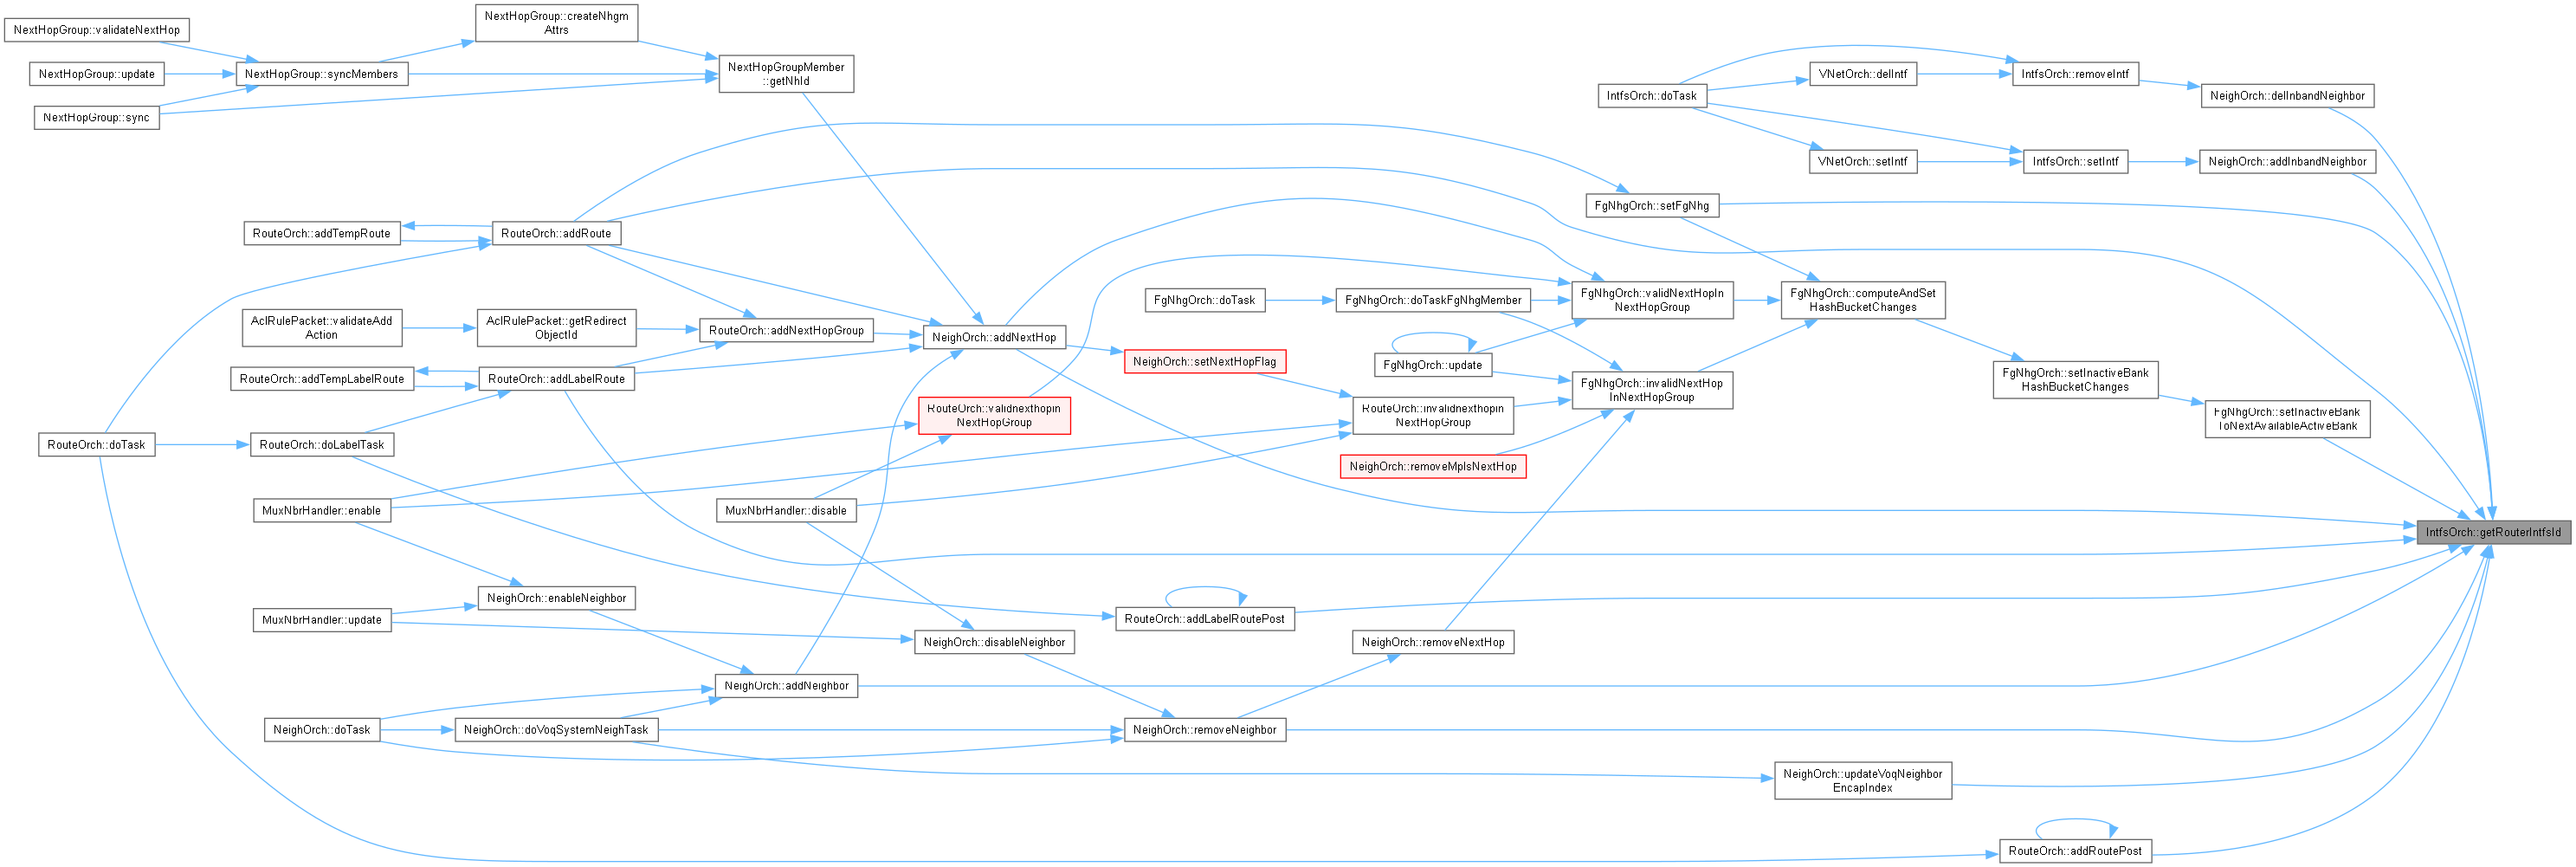 NextHopGroup::validateNextHop
NextHopGroup::update
NextHopGroup::sync
NextHopGroup::syncMembers
NextHopGroup::createNhgm
Attrs
NextHopGroupMember
::getNhId
RouteOrch::addTempRoute
RouteOrch::addRoute
AclRulePacket::validateAdd
Action
AclRulePacket::getRedirect
ObjectId
RouteOrch::addNextHopGroup
NeighOrch::addNextHop
RouteOrch::addTempLabelRoute
RouteOrch::addLabelRoute
RouteOrch::doTask
RouteOrch::doLabelTask
RouteOrch::validnexthopin
NextHopGroup
MuxNbrHandler::enable
MuxNbrHandler::disable
NeighOrch::enableNeighbor
MuxNbrHandler::update
NeighOrch::disableNeighbor
NeighOrch::addNeighbor
NeighOrch::doTask
NeighOrch::doVoqSystemNeighTask
FgNhgOrch::doTask
FgNhgOrch::doTaskFgNhgMember
NeighOrch::setNextHopFlag
FgNhgOrch::update
RouteOrch::invalidnexthopin
NextHopGroup
NeighOrch::removeMplsNextHop
RouteOrch::addLabelRoutePost
NeighOrch::removeNextHop
NeighOrch::removeNeighbor
IntfsOrch::doTask
VNetOrch::delIntf
IntfsOrch::removeIntf
NeighOrch::delInbandNeighbor
VNetOrch::setIntf
IntfsOrch::setIntf
NeighOrch::addInbandNeighbor
FgNhgOrch::setFgNhg
FgNhgOrch::validNextHopIn
NextHopGroup
FgNhgOrch::computeAndSet
HashBucketChanges
FgNhgOrch::invalidNextHop
InNextHopGroup
FgNhgOrch::setInactiveBank
HashBucketChanges
FgNhgOrch::setInactiveBank
ToNextAvailableActiveBank
IntfsOrch::getRouterIntfsId
NeighOrch::updateVoqNeighbor
EncapIndex
RouteOrch::addRoutePost